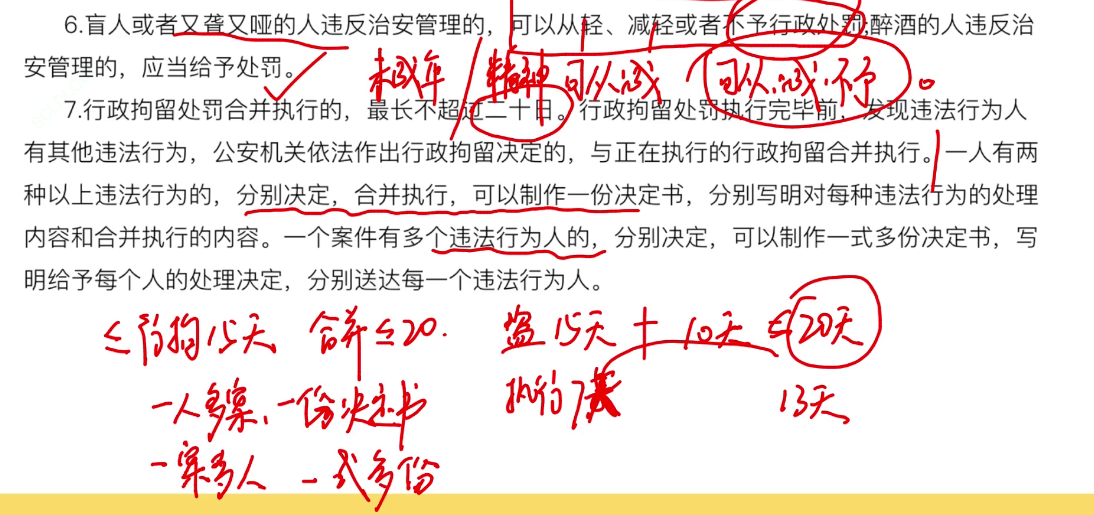 6.盲人或者又聋又哑的人违反治安管理的，可以从轻、减轻或者不予行政处罚;醉酒的人违反治
安管理的，应当给予处罚。
未成年 精神 可从.减 可从.减.不予。
7.行政拘留处罚合并执行的，最长不超过二十日。行政拘留处罚执行完毕前，发现违法行为人
有其他违法行为，公安机关依法作出行政拘留决定的，与正在执行的行政拘留合并执行。一人有两
种以上违法行为的，分别决定，合并执行，可以制作一份决定书，分别写明对每种违法行为的处理
内容和合并执行的内容。一个案件有多个违法行为人的，分别决定，可以制作一式多份决定书，写
明给予每个人的处理决定，分别送达每一个违法行为人。
≤行拘15天 合并≤20. 盗15天+10天≤20天
一人多案、一份决定书 执行7天 13天
一案多人 一式多份